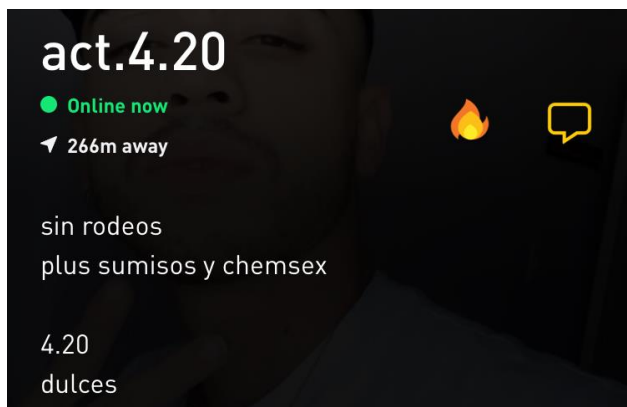 act.4.20
Online now
266m away
sin rodeos
plus sumisos y chemsex
4.20
dulces